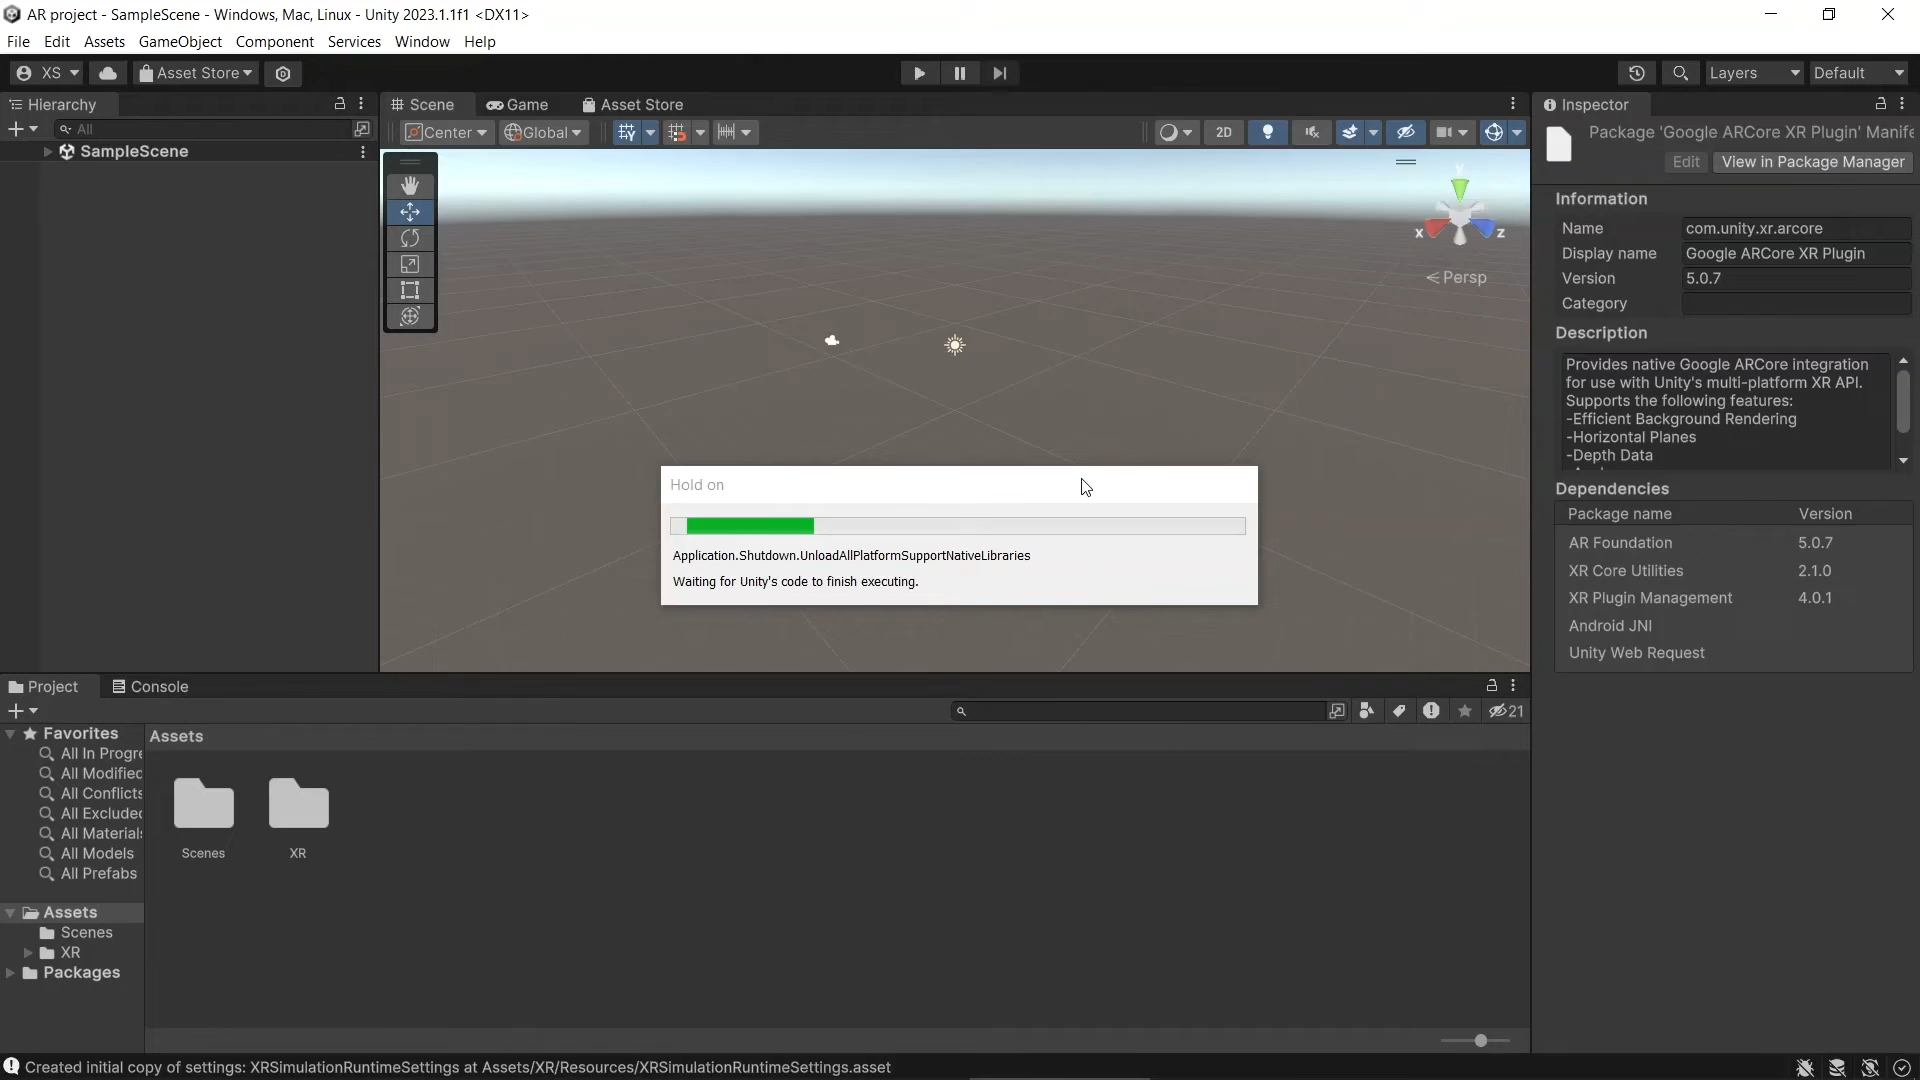 AR project - SampleScene - Windows, Mac, Linux - Unity 2023.1.1f1 <DX11>
File Edit Assets GameObject Component Services Window Help
XS Asset Store Layers Default
Hierarchy
All
SampleScene
Scene Game Asset Store
Center Global 2D
y
x z
Persp
Hold on
Application.Shutdown.UnloadAllPlatformSupportNativeLibraries
Waiting for Unity's code to finish executing.
Inspector
Package 'Google ARCore XR Plugin' Manife
Edit View in Package Manager
Information
Name com.unity.xr.arcore
Display name Google ARCore XR Plugin
Version 5.0.7
Category
Description
Provides native Google ARCore integration
for use with Unity's multi-platform XR API.
Supports the following features:
-Efficient Background Rendering
-Horizontal Planes
-Depth Data
Dependencies
Package name Version
AR Foundation 5.0.7
XR Core Utilities 2.1.0
XR Plugin Management 4.0.1
Android JNI
Unity Web Request
Project Console
21
Favorites
All In Progre
All Modified
All Conflicts
All Excluded
All Materials
All Models
All Prefabs
Assets
Scenes
XR
Packages
Assets
Scenes XR
Created initial copy of settings: XRSimulationRuntimeSettings at Assets/XR/Resources/XRSimulationRuntimeSettings.asset